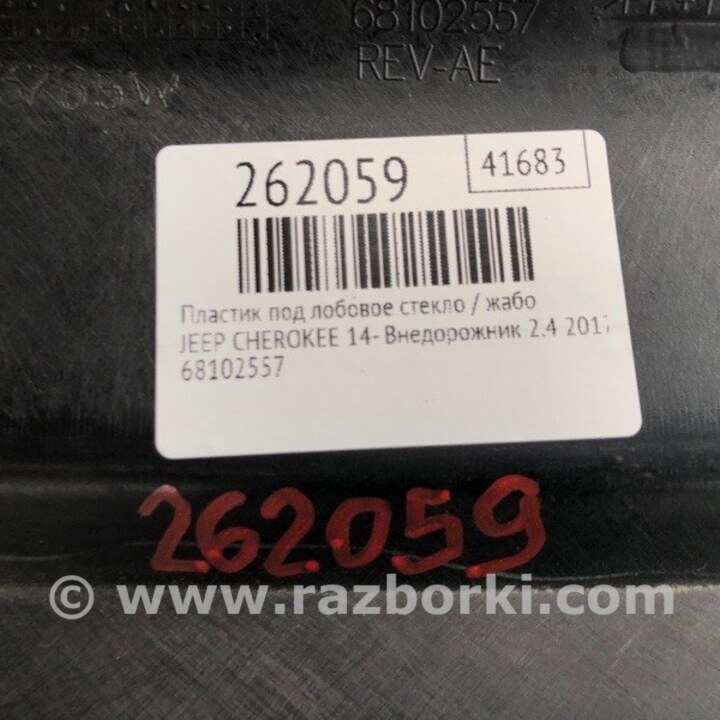 68102557
REV-AE
262059
41683
Пластик под лобовое стекло / жабо
JEEP CHEROKEE 14- Внедорожник 2.4 2017
68102557
262059
© www.razborki.com